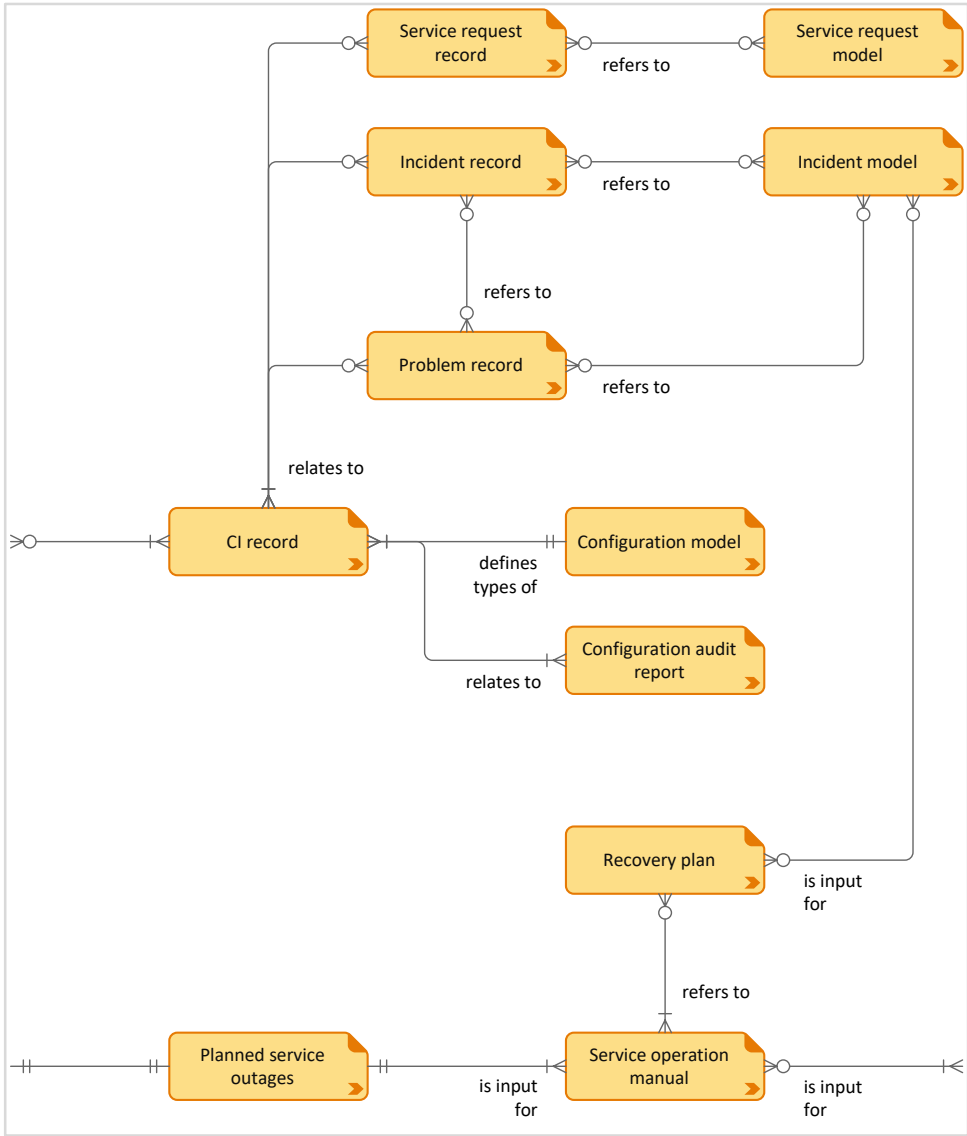 Service request
record
refers to
Service request
model
Incident record
refers to
Incident model
refers to
Problem record
refers to
relates to
CI record
defines
types of
Configuration model
relates to
Configuration audit
report
Recovery plan
is input
for
refers to
Planned service
outages
is input
for
Service operation
manual
is input
for